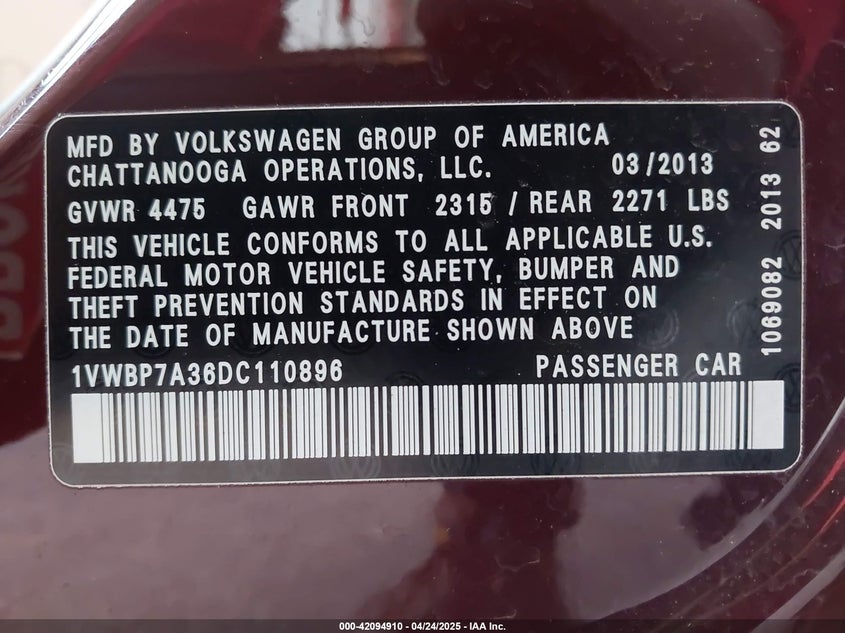 MFD BY VOLKSWAGEN GROUP OF AMERICA
CHATTANOOGA OPERATIONS, LLC. 03/2013
GVWR 4475 GAWR FRONT 2315 / REAR 2271 LBS
THIS VEHICLE CONFORMS TO ALL APPLICABLE U.S.
FEDERAL MOTOR VEHICLE SAFETY, BUMPER AND
THEFT PREVENTION STANDARDS IN EFFECT ON
THE DATE OF MANUFACTURE SHOWN ABOVE
1VWBP7A36DC110896 PASSENGER CAR
1069082 2013 62
000-42094910 - 04/24/2025 - IAA Inc.